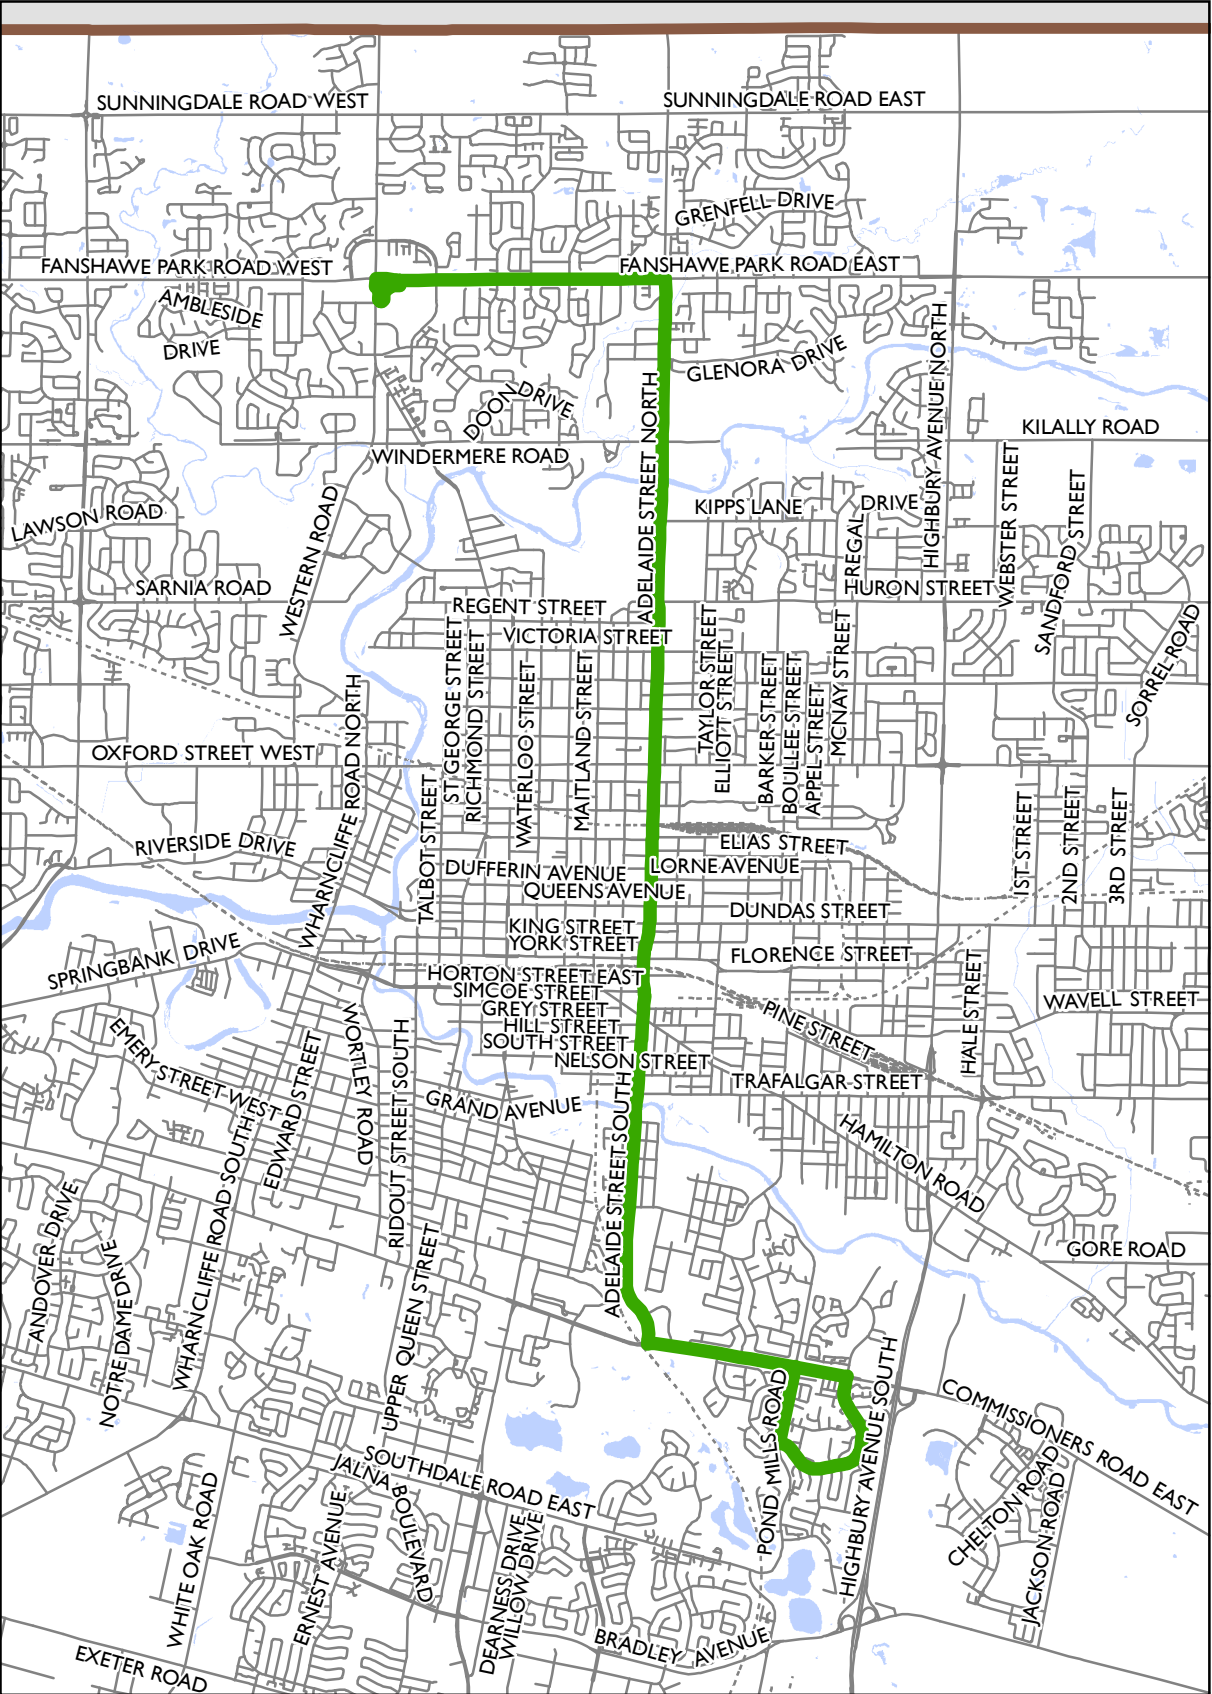 SUNNINGDALE ROAD WEST
SUNNINGDALE ROAD EAST
GRENFELL DRIVE
FANSHAWE PARK ROAD WEST
FANSHAWE PARK ROAD EAST
AMBLESIDE
DRIVE
GLENORA DRIVE
DOON DRIVE
ADELAIDE STREET NORTH
HIGHBURY AVENUE NORTH
KILALLY ROAD
WINDERMERE ROAD
LAWSON ROAD
WESTERN ROAD
KIPPS LANE
REGAL
DRIVE
WEBSTER STREET
SANDFORD STREET
SARNIA ROAD
HURON STREET
REGENT STREET
VICTORIA STREET
ST. GEORGE STREET
RICHMOND STREET
WATERLOO STREET
MAITLAND STREET
TAYLOR STREET
ELLIOT STREET
BARKER STREET
BOULLEE STREET
APPEL STREET
MCNAY STREET
SORREL ROAD
OXFORD STREET WEST
WHARNCLIFFE ROAD NORTH
TALBOT STREET
RIVERSIDE DRIVE
ELIAS STREET
1ST STREET
2ND STREET
3RD STREET
DUFFERIN AVENUE
LORNE AVENUE
QUEENS AVENUE
DUNDAS STREET
KING STREET
YORK STREET
FLORENCE STREET
SPRINGBANK DRIVE
HORTON STREET EAST
SIMCOE STREET
GREY STREET
HILL STREET
SOUTH STREET
NELSON STREET
PINE STREET
HALE STREET
WAVELL STREET
EMERY STREET WEST
EDWARD STREET
WORTLEY ROAD
RIDOUT STREET SOUTH
TRAFALGAR STREET
GRAND AVENUE
ADELAIDE STREET SOUTH
HAMILTON ROAD
GORE ROAD
ANDOVER DRIVE
NOTRE DAME DRIVE
WHARNCLIFFE ROAD SOUTH
UPPER QUEEN STREET
POND MILLS ROAD
HIGHBURY AVENUE SOUTH
COMMISSIONERS ROAD EAST
SOUTHDALE ROAD EAST
JALNA BOULEVARD
WHITE OAK ROAD
ERNEST AVENUE
DEARNESS DRIVE
WILLOW DRIVE
CHELTON ROAD
JACKSON ROAD
BRADLEY AVENUE
EXETER ROAD